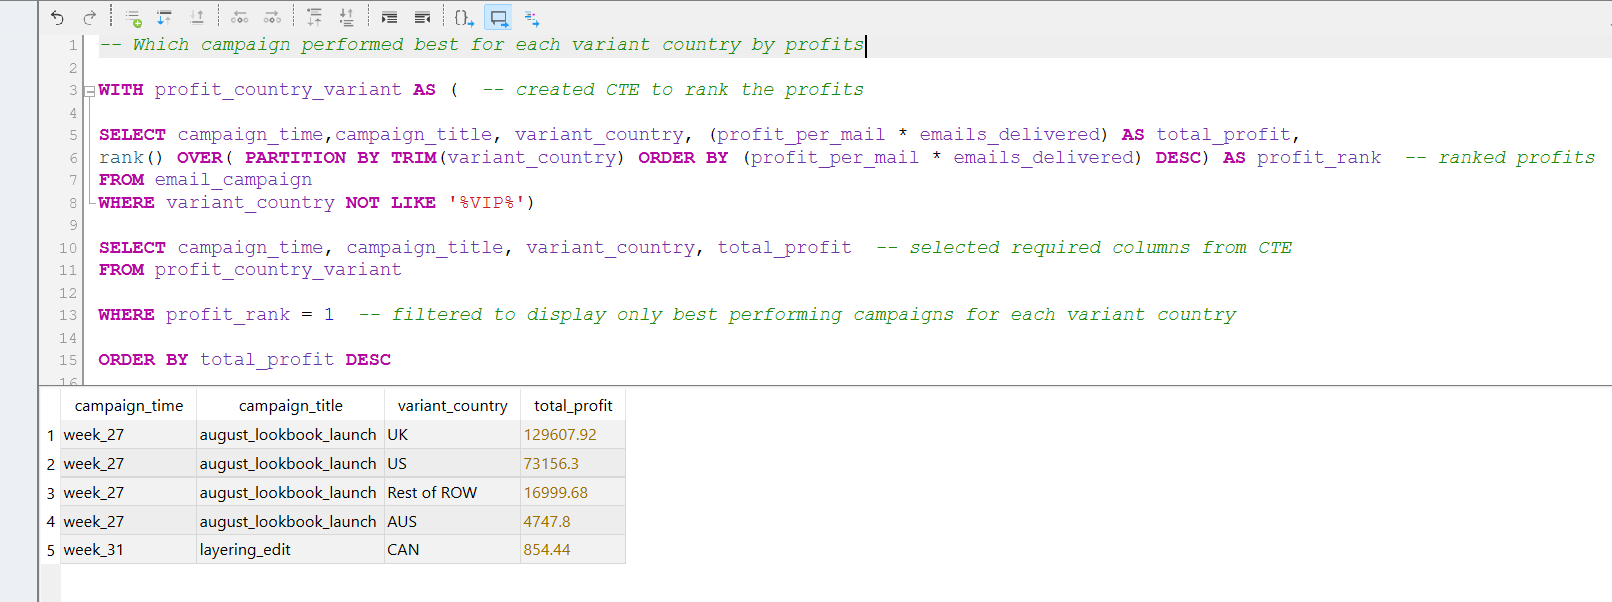 1 -- Which campaign performed best for each variant country by profits
2
3 WITH profit_country_variant AS (  -- created CTE to rank the profits
4
5 SELECT campaign_time,campaign_title, variant_country, (profit_per_mail * emails_delivered) AS total_profit,
6 rank() OVER( PARTITION BY TRIM(variant_country) ORDER BY (profit_per_mail * emails_delivered) DESC) AS profit_rank  -- ranked profits
7 FROM email_campaign
8 WHERE variant_country NOT LIKE '%VIP%')
9
10 SELECT campaign_time, campaign_title, variant_country, total_profit  -- selected required columns from CTE
11 FROM profit_country_variant
12
13 WHERE profit_rank = 1  -- filtered to display only best performing campaigns for each variant country
14
15 ORDER BY total_profit DESC
16
campaign_time campaign_title variant_country total_profit
1 week_27 august_lookbook_launch UK 129607.92
2 week_27 august_lookbook_launch US 73156.3
3 week_27 august_lookbook_launch Rest of ROW 16999.68
4 week_27 august_lookbook_launch AUS 4747.8
5 week_31 layering_edit CAN 854.44